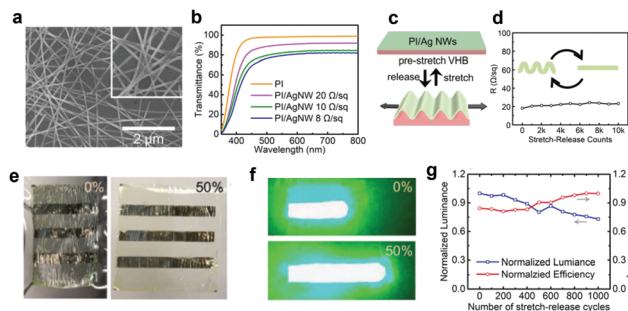 a
2 μm
b
Transmittance (%)
100
80
60
40
20
0
PI
PI/AgNW 20 Ω/sq
PI/AgNW 10 Ω/sq
PI/AgNW 8 Ω/sq
400 500 600 700 800
Wavelength (nm)
c
PI/Ag NWs
pre-stretch VHB
release
stretch
d
R (Ω/sq)
100
80
60
40
20
0
0 2k 4k 6k 8k 10k
Stretch-Release Counts
e
0%
50%
f
0%
50%
g
Normalized Luminance
1.2
0.9
0.6
0.3
0.0
Normalized Lumiance
Normalzied Efficiency
1.2
0.9
0.6
0.3
0.0
0 200 400 600 800 1000
Number of stretch-release cycles